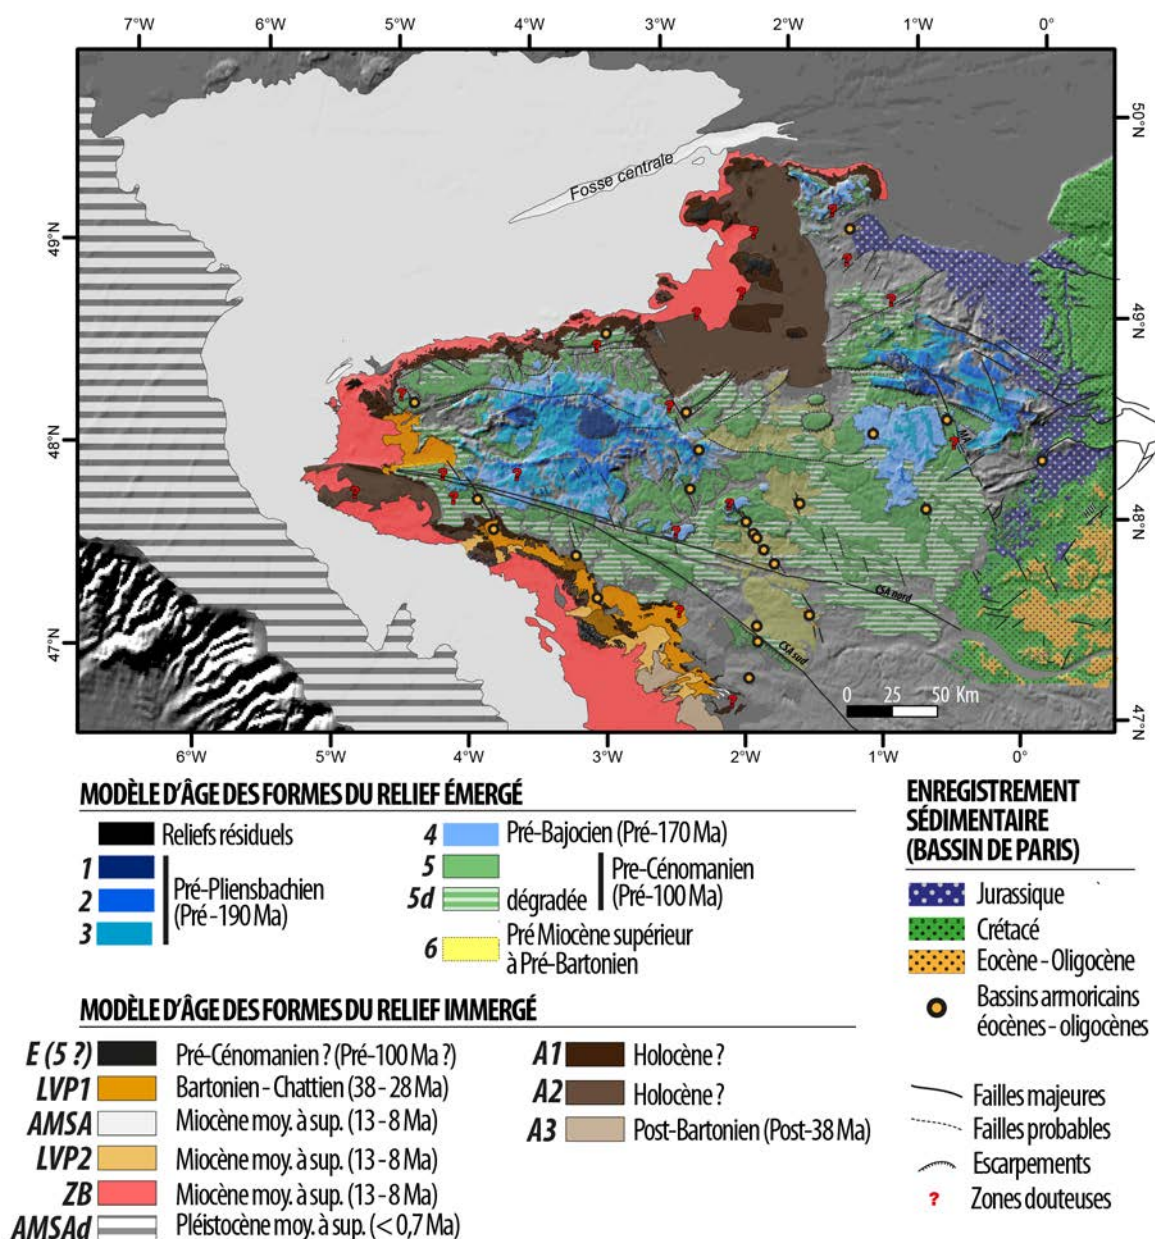 7°W 6°W 5°W 4°W 3°W 2°W 1°W 0°
50°N
49°N
49°N
48°N
48°N
47°N
47°N
Fosse centrale
CSA nord
CSA sud
0 25 50 Km
6°W 5°W 4°W 3°W 2°W 1°W 0°
MODÈLE D'ÂGE DES FORMES DU RELIEF ÉMERGÉ
Reliefs résiduels
1
2
3
Pré-Pliensbachien
(Pré-190 Ma)
4 Pré-Bajocien (Pré-170 Ma)
5
5d dégradée
Pre-Cénomanien
(Pré-100 Ma)
6 Pré Miocène supérieur
à Pré-Bartonien
MODÈLE D'ÂGE DES FORMES DU RELIEF IMMERGÉ
E (5 ?) Pré-Cénomanien ? (Pré-100 Ma ?)
LVP1 Bartonien - Chattien (38 - 28 Ma)
AMSA Miocène moy. à sup. (13 - 8 Ma)
LVP2 Miocène moy. à sup. (13 - 8 Ma)
ZB Miocène moy. à sup. (13 - 8 Ma)
AMSAd Pléistocène moy. à sup. (< 0,7 Ma)
A1 Holocène ?
A2 Holocène ?
A3 Post-Bartonien (Post-38 Ma)
ENREGISTREMENT
SÉDIMENTAIRE
(BASSIN DE PARIS)
Jurassique
Crétacé
Eocène - Oligocène
Bassins armoricains
éocènes - oligocènes
Failles majeures
Failles probables
Escarpements
? Zones douteuses